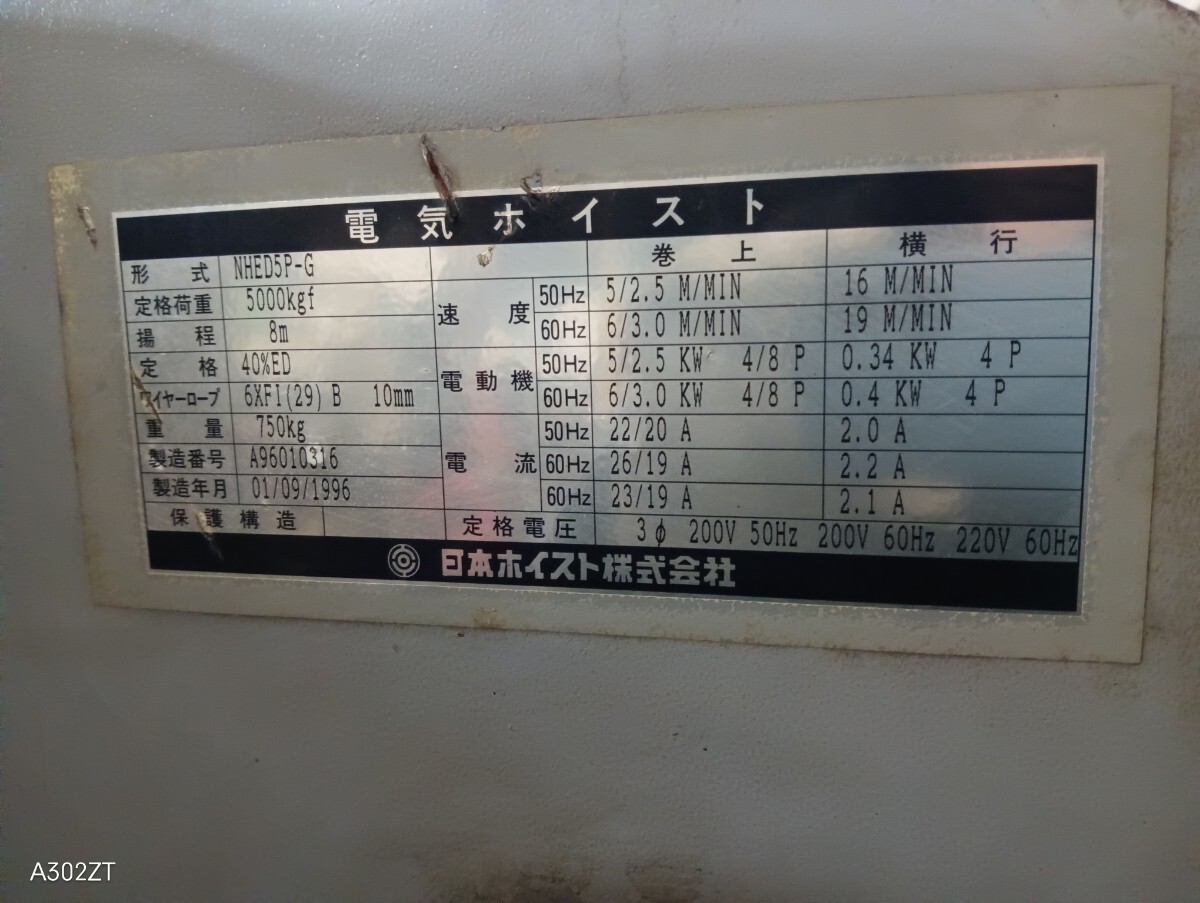 電気ホイスト
形式 NHED5P-G 巻上 横行
定格荷重 5000kgf 速度 50Hz 5/2.5 M/MIN 16 M/MIN
揚程 8m 60Hz 6/3.0 M/MIN 19 M/MIN
定格 40%ED 電動機 50Hz 5/2.5 KW 4/8 P 0.34 KW 4 P
ワイヤーロープ 6XFi(29) B 10mm 60Hz 6/3.0 KW 4/8 P 0.4 KW 4 P
重量 750kg 電流 50Hz 22/20 A 2.0 A
製造番号 A96010316 60Hz 26/19 A 2.2 A
製造年月 01/09/1996 60Hz 23/19 A 2.1 A
保護構造 定格電圧 3φ 200V 50Hz 200V 60Hz 220V 60Hz
日本ホイスト株式会社
A302ZT